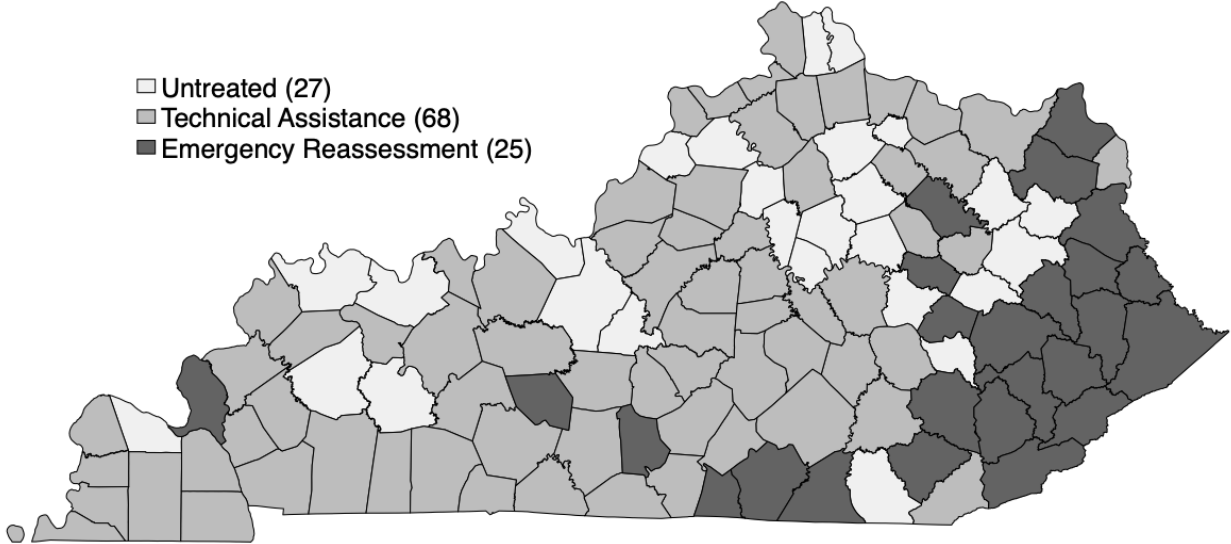 Untreated (27)
Technical Assistance (68)
Emergency Reassessment (25)